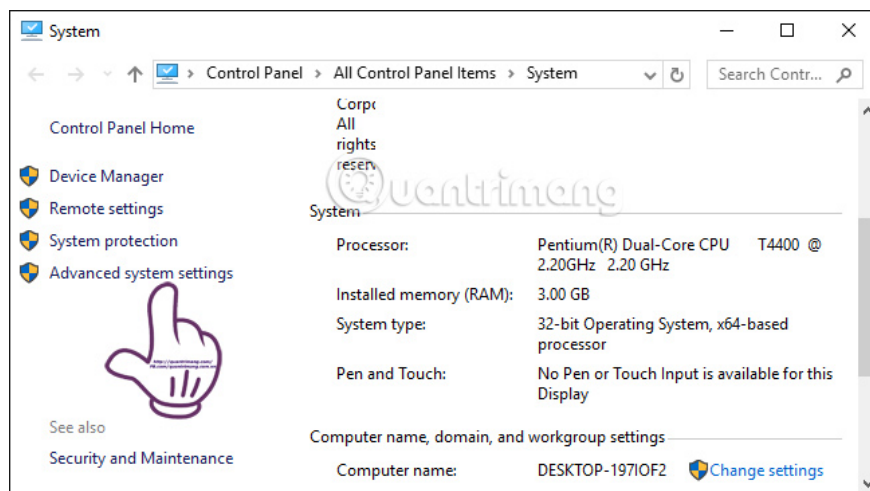 System
Control Panel > All Control Panel Items > System
Search Contr...
Control Panel Home
Device Manager
Remote settings
System protection
Advanced system settings
http://quantrimang.com/
See also
Security and Maintenance
All
rights
Quantrimang
System
Processor: Pentium(R) Dual-Core CPU T4400 @
2.20GHz 2.20 GHz
Installed memory (RAM): 3.00 GB
System type: 32-bit Operating System, x64-based
processor
Pen and Touch: No Pen or Touch Input is available for this
Display
Computer name, domain, and workgroup settings
Computer name: DESKTOP-197IOF2 Change settings